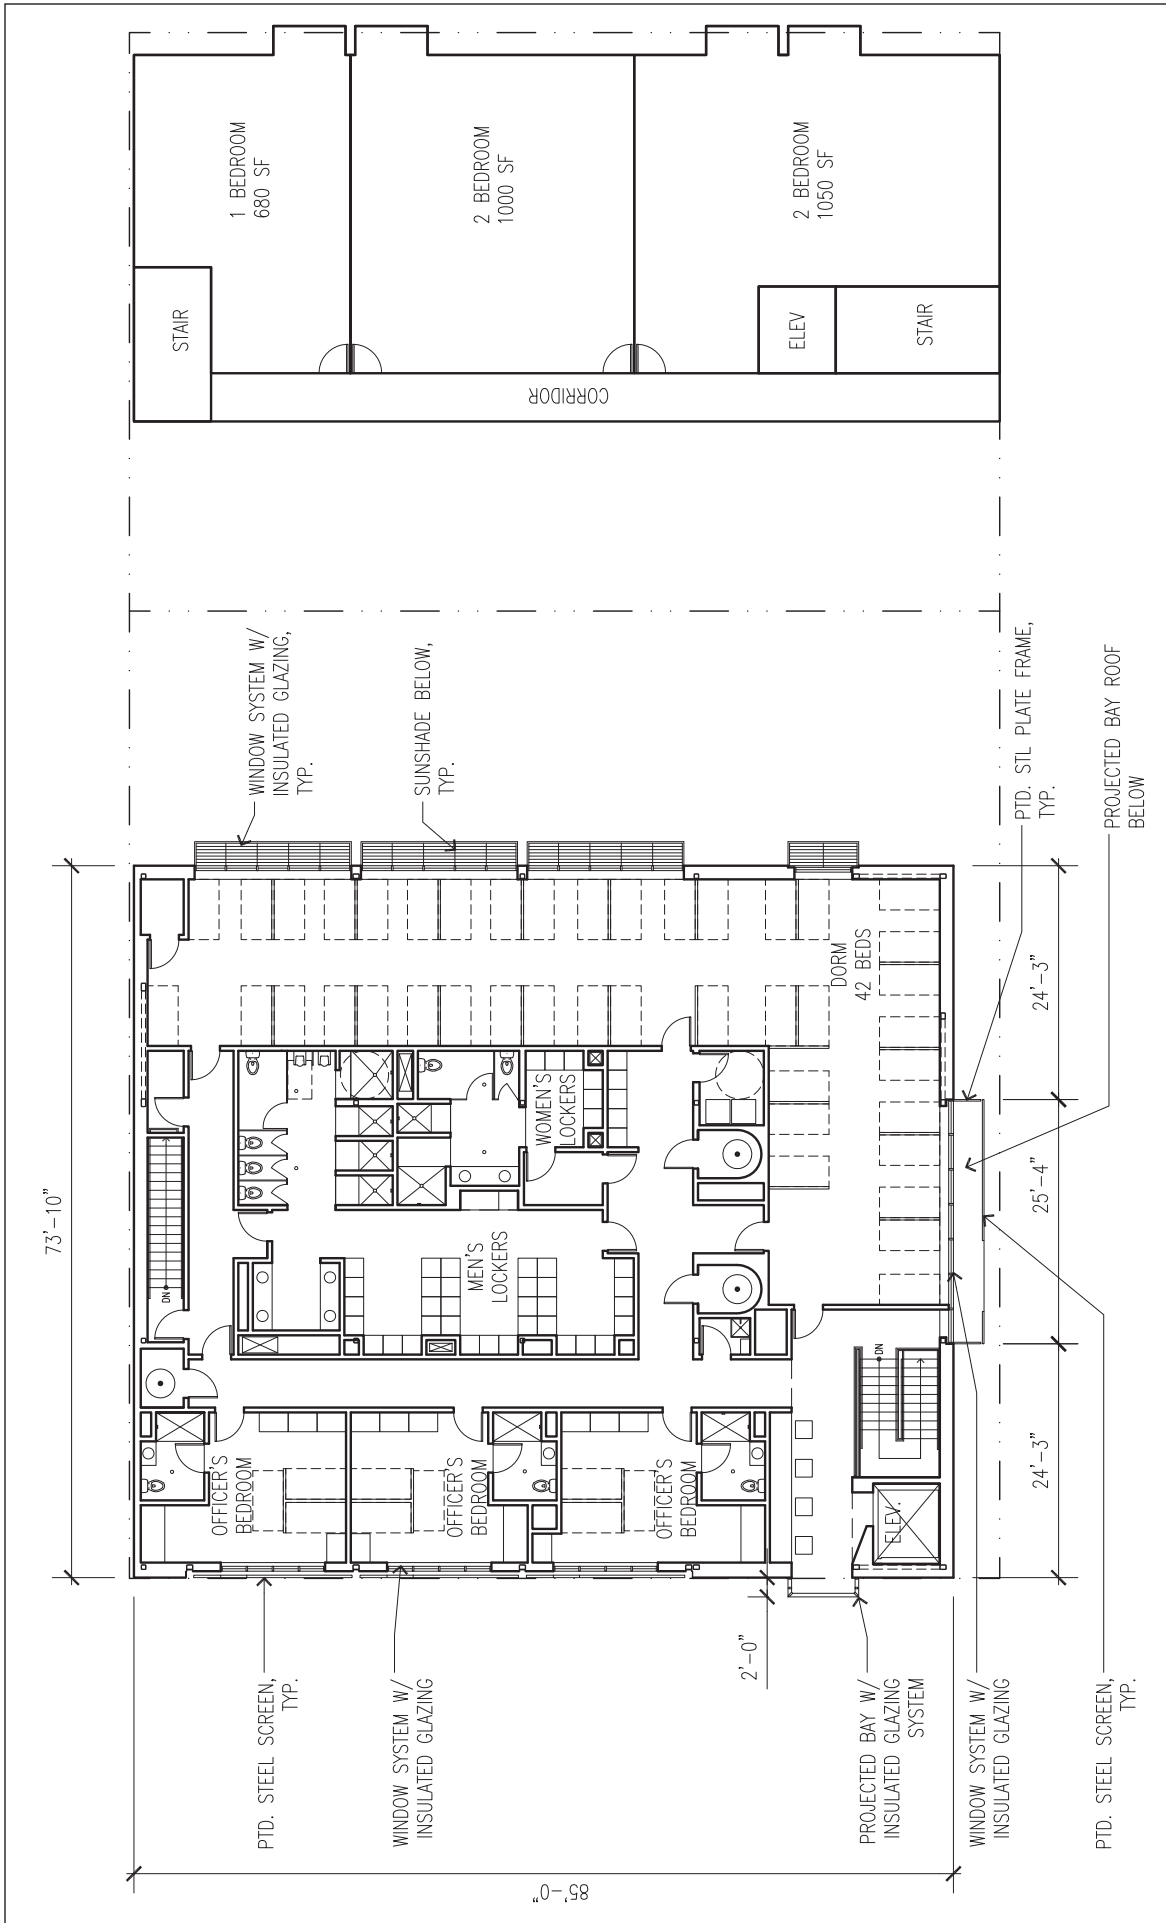 1 BEDROOM
680 SF
2 BEDROOM
1000 SF
2 BEDROOM
1050 SF
STAIR
ELEV
STAIR
CORRIDOR
WINDOW SYSTEM W/
INSULATED GLAZING,
TYP.
SUNSHADE BELOW,
TYP.
PTD. STL PLATE FRAME,
TYP.
PROJECTED BAY ROOF
BELOW
73'-10"
DORM
42 BEDS
24'-3"
WOMEN'S
LOCKERS
MEN'S
LOCKERS
25'-4"
DN
DN
OFFICER'S
BEDROOM
OFFICER'S
BEDROOM
OFFICER'S
BEDROOM
ELEV.
24'-3"
2'-0"
PTD. STEEL SCREEN,
TYP.
WINDOW SYSTEM W/
INSULATED GLAZING
PROJECTED BAY W/
INSULATED GLAZING
SYSTEM
WINDOW SYSTEM W/
INSULATED GLAZING
PTD. STEEL SCREEN,
TYP.
85'-0"